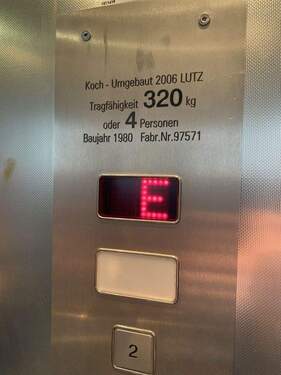 Koch - Umgebaut 2006 LUTZ
Tragfähigkeit 320 kg
oder 4 Personen
Baujahr 1980 Fabr.Nr.97571
E
2